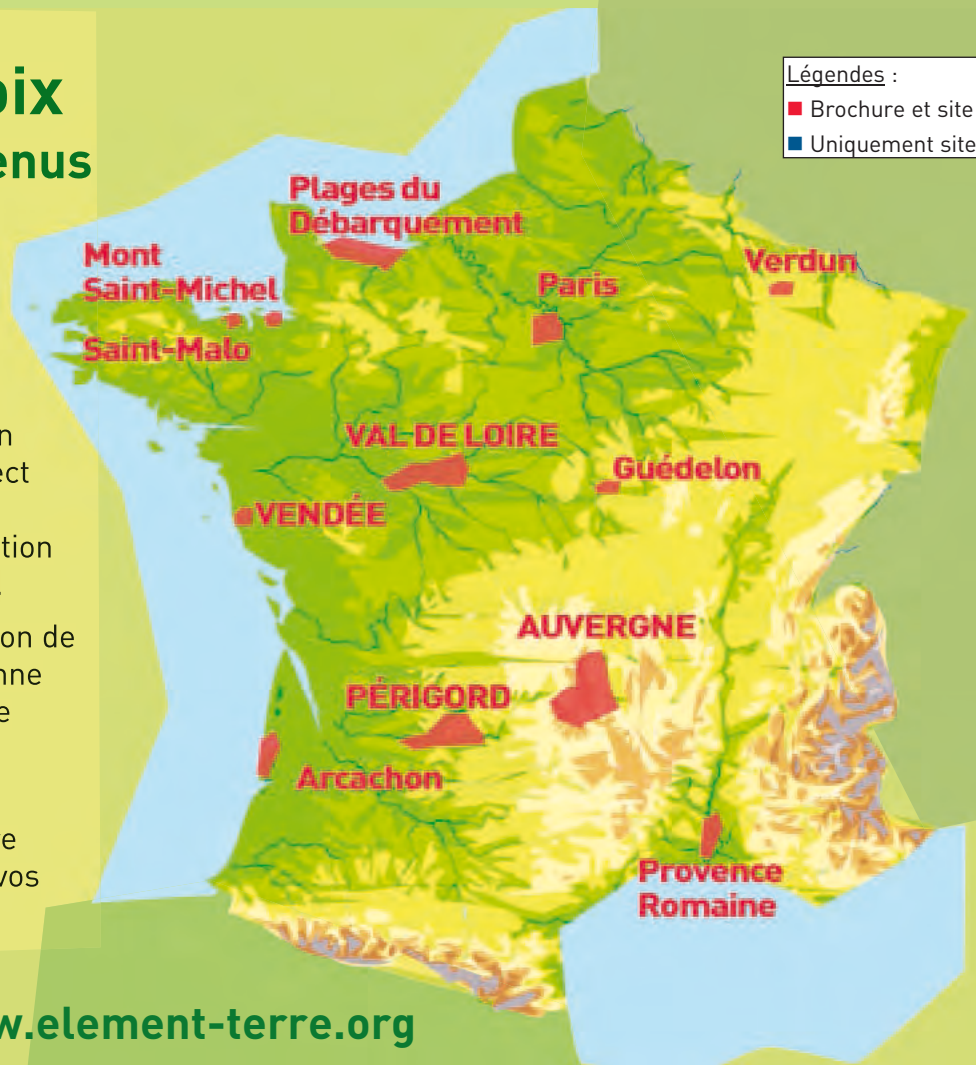 oix
enus
n
ect
tion
on de
nne
e
re
vos
w.element-terre.org
Légendes :
Brochure et site
Uniquement site
Plages du
Débarquement
Mont
Saint-Michel
Saint-Malo
Paris
Verdun
VAL DE LOIRE
Guédelon
VENDÉE
AUVERGNE
PÉRIGORD
Arcachon
Provence
Romaine